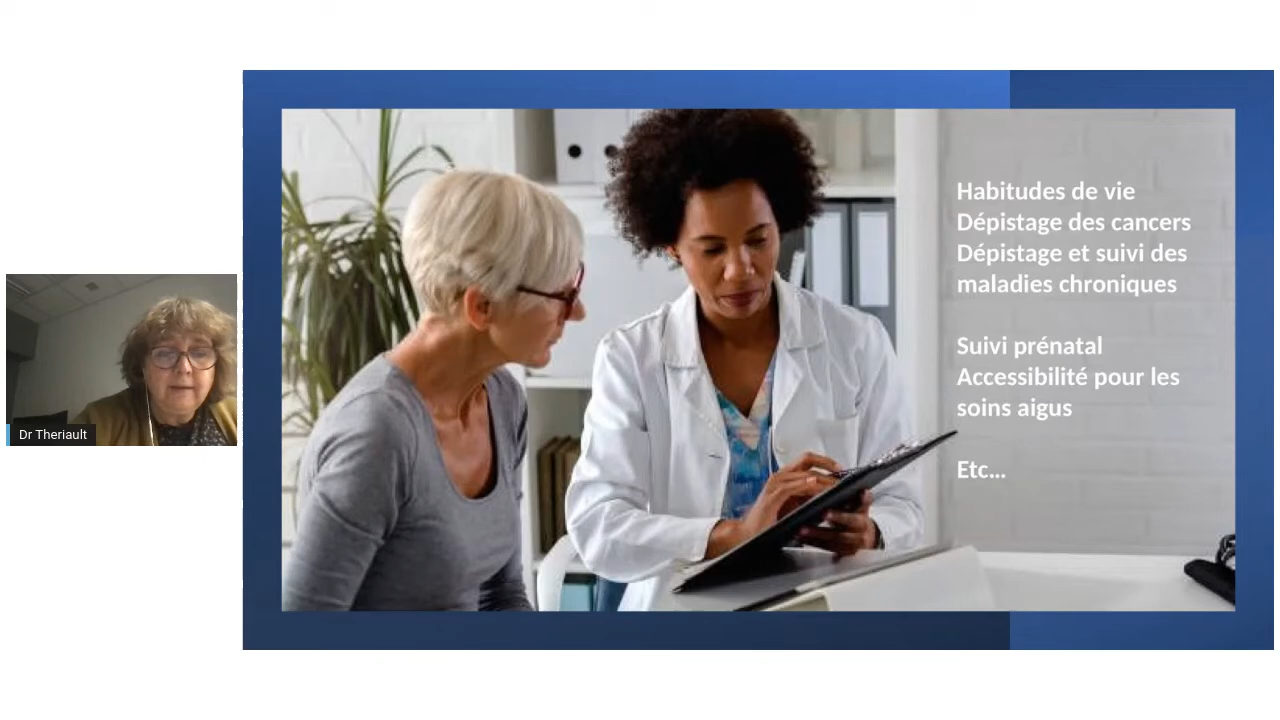 Dr Theriault
Habitudes de vie
Dépistage des cancers
Dépistage et suivi des
maladies chroniques
Suivi prénatal
Accessibilité pour les
soins aigus
Etc...